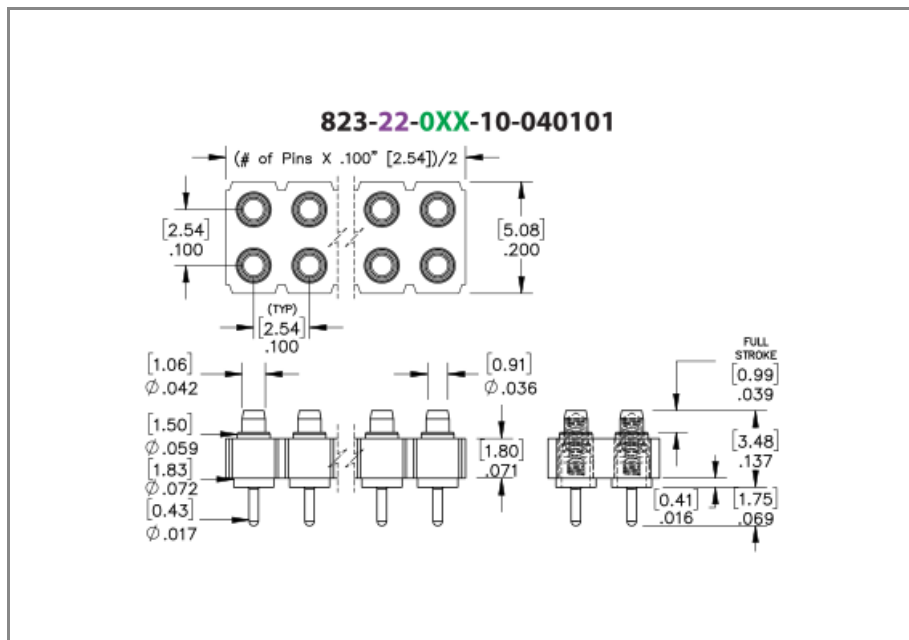 823-22-0XX-10-040101
(# of Pins X .100" [2.54])/2
[2.54]
.100
[5.08]
.200
(TYP)
[2.54]
.100
[1.06]
Ø.042
[0.91]
Ø.036
FULL
STROKE
[0.99]
.039
[1.50]
Ø.059
[1.80]
.071
[3.48]
.137
[1.83]
Ø.072
[0.41]
.016
[1.75]
.069
[0.43]
Ø.017